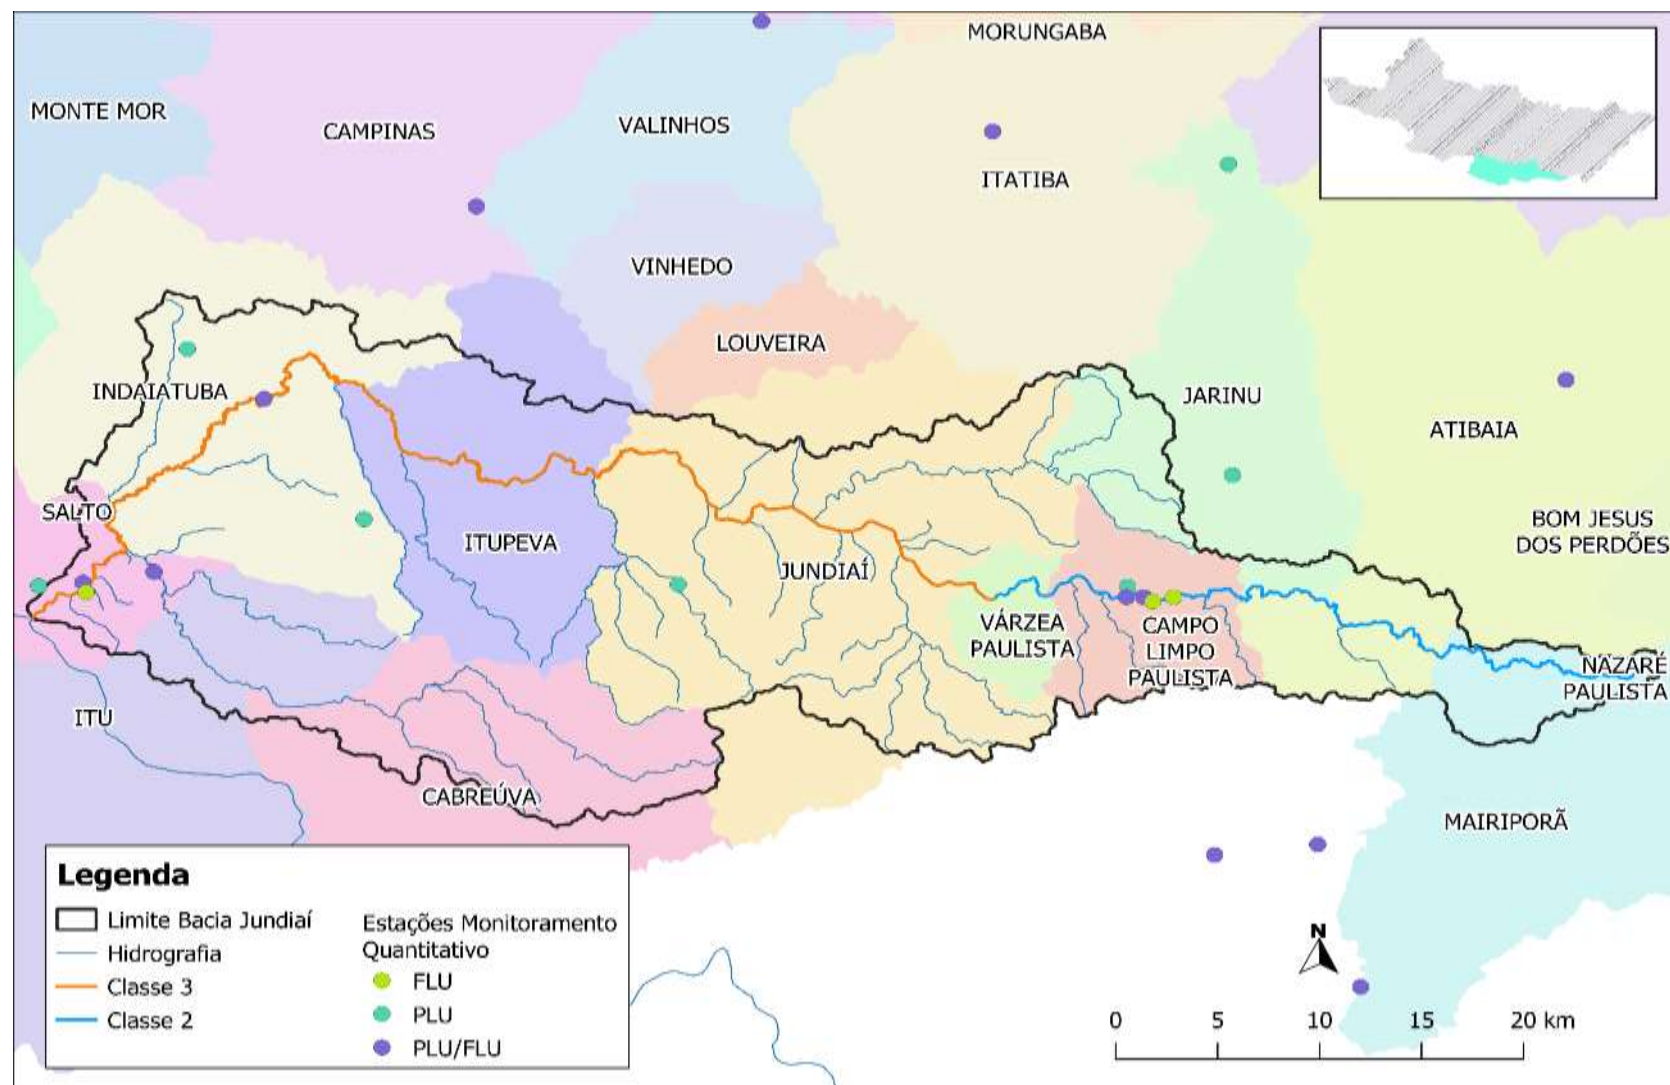 MORUNGABA
MONTE MOR
CAMPINAS
VALINHOS
ITATIBA
VINHEDO
LOUVEIRA
INDAIATUBA
JARINU
ATIBAIA
SALTO
ITUPEVA
JUNDIAÍ
BOM JESUS
DOS PERDÕES
VÁRZEA
PAULISTA
CAMPO
LIMPO
PAULISTA
NAZARÉ
PAULISTA
ITU
CABREÚVA
MAIRIPORÃ
Legenda
Limite Bacia Jundiaí
Hidrografia
Classe 3
Classe 2
Estações Monitoramento
Quantitativo
FLU
PLU
PLU/FLU
N
0 5 10 15 20 km